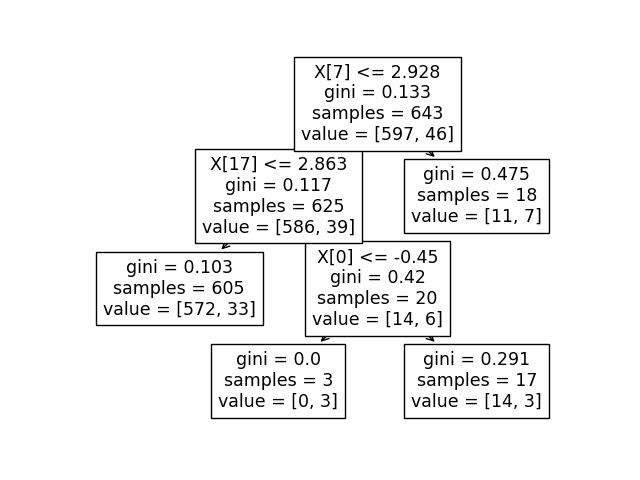 X[7] <= 2.928
gini = 0.133
samples = 643
value = [597, 46]
X[17] <= 2.863
gini = 0.117
samples = 625
value = [586, 39]
gini = 0.475
samples = 18
value = [11, 7]
gini = 0.103
samples = 605
value = [572, 33]
X[0] <= -0.45
gini = 0.42
samples = 20
value = [14, 6]
gini = 0.0
samples = 3
value = [0, 3]
gini = 0.291
samples = 17
value = [14, 3]